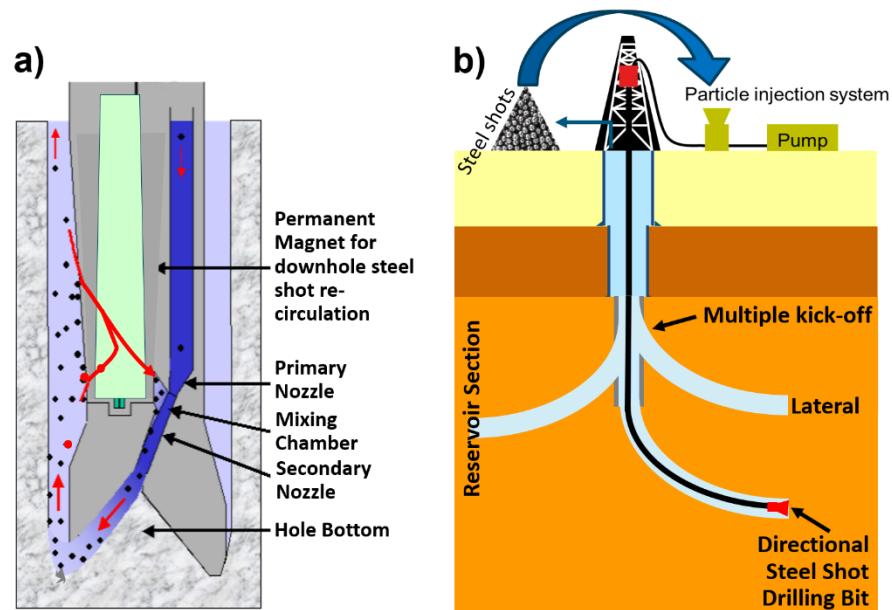 a)
Permanent
Magnet for
downhole steel
shot re-
circulation
Primary
Nozzle
Mixing
Chamber
Secondary
Nozzle
Hole Bottom
b)
Steel shots
Particle injection system
Pump
Multiple kick-off
Reservoir Section
Lateral
Directional
Steel Shot
Drilling Bit